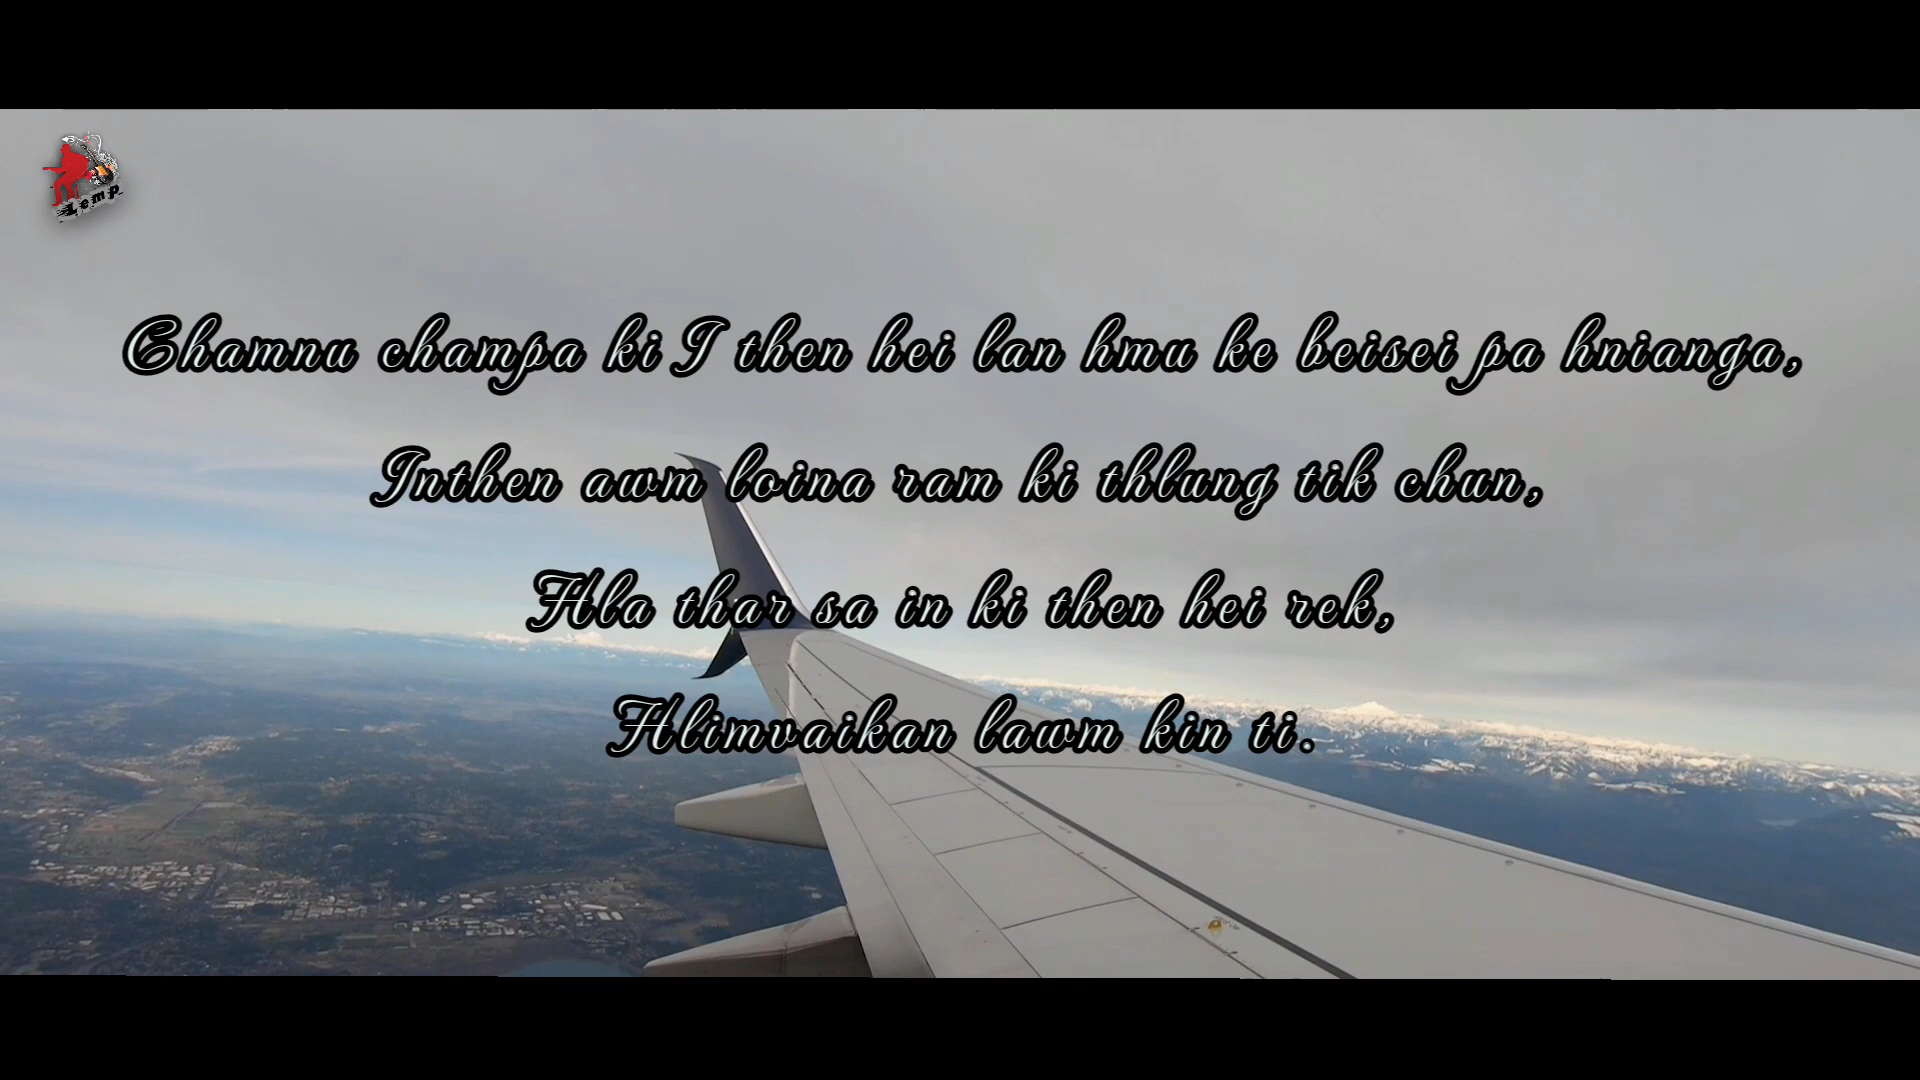 Lemp
Chamnu champa ki I then hei lan hmu ke beisei pa hnianga,
Inthen awm loina ram ki thlung tik chun,
Hla thar sa in ki then hei rek,
Hlimvaikan lawm kin ti.